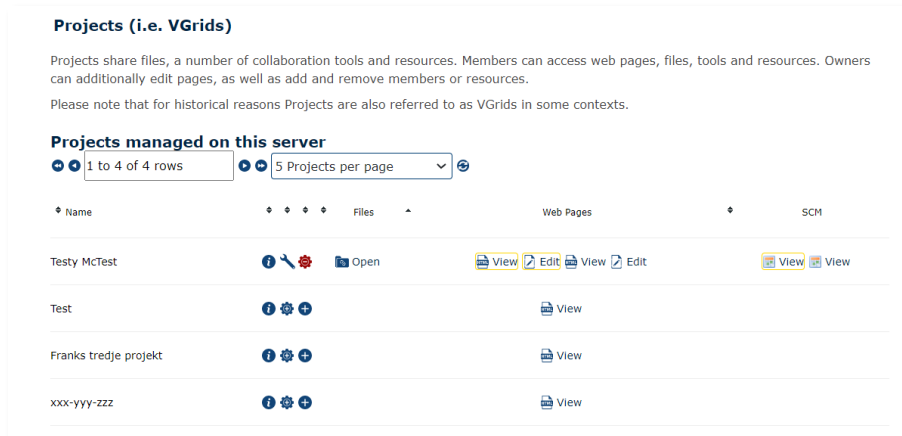 Projects (i.e. VGrids)
Projects share files, a number of collaboration tools and resources. Members can access web pages, files, tools and resources. Owners
can additionally edit pages, as well as add and remove members or resources.
Please note that for historical reasons Projects are also referred to as VGrids in some contexts.
Projects managed on this server
1 to 4 of 4 rows 5 Projects per page
Name Files Web Pages SCM
Testy McTest Open View Edit View Edit View View
Test View
Franks tredje projekt View
xxx-yyy-zzz View